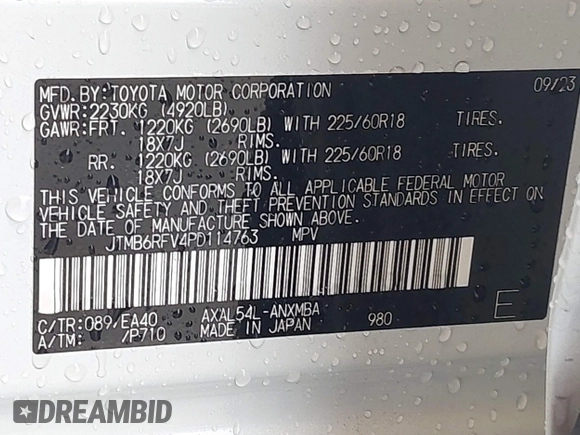 MFD.BY:TOYOTA MOTOR CORPORATION 09/23
GVWR:2230KG (4920LB)
GAWR:FRT. 1220KG (2690LB) WITH 225/60R18 TIRES.
18X7J RIMS.
RR: 1220KG (2690LB) WITH 225/60R18 TIRES.
18X7J RIMS.
THIS VEHICLE CONFORMS TO ALL APPLICABLE FEDERAL MOTOR
VEHICLE SAFETY AND THEFT PREVENTION STANDARDS IN EFFECT ON
THE DATE OF MANUFACTURE SHOWN ABOVE.
JTMB6RFV4PD114763 MPV
C/TR:089/EA40 AXAL54L-ANXMBA 980 E
A/TM: /P710 MADE IN JAPAN
DREAMBID